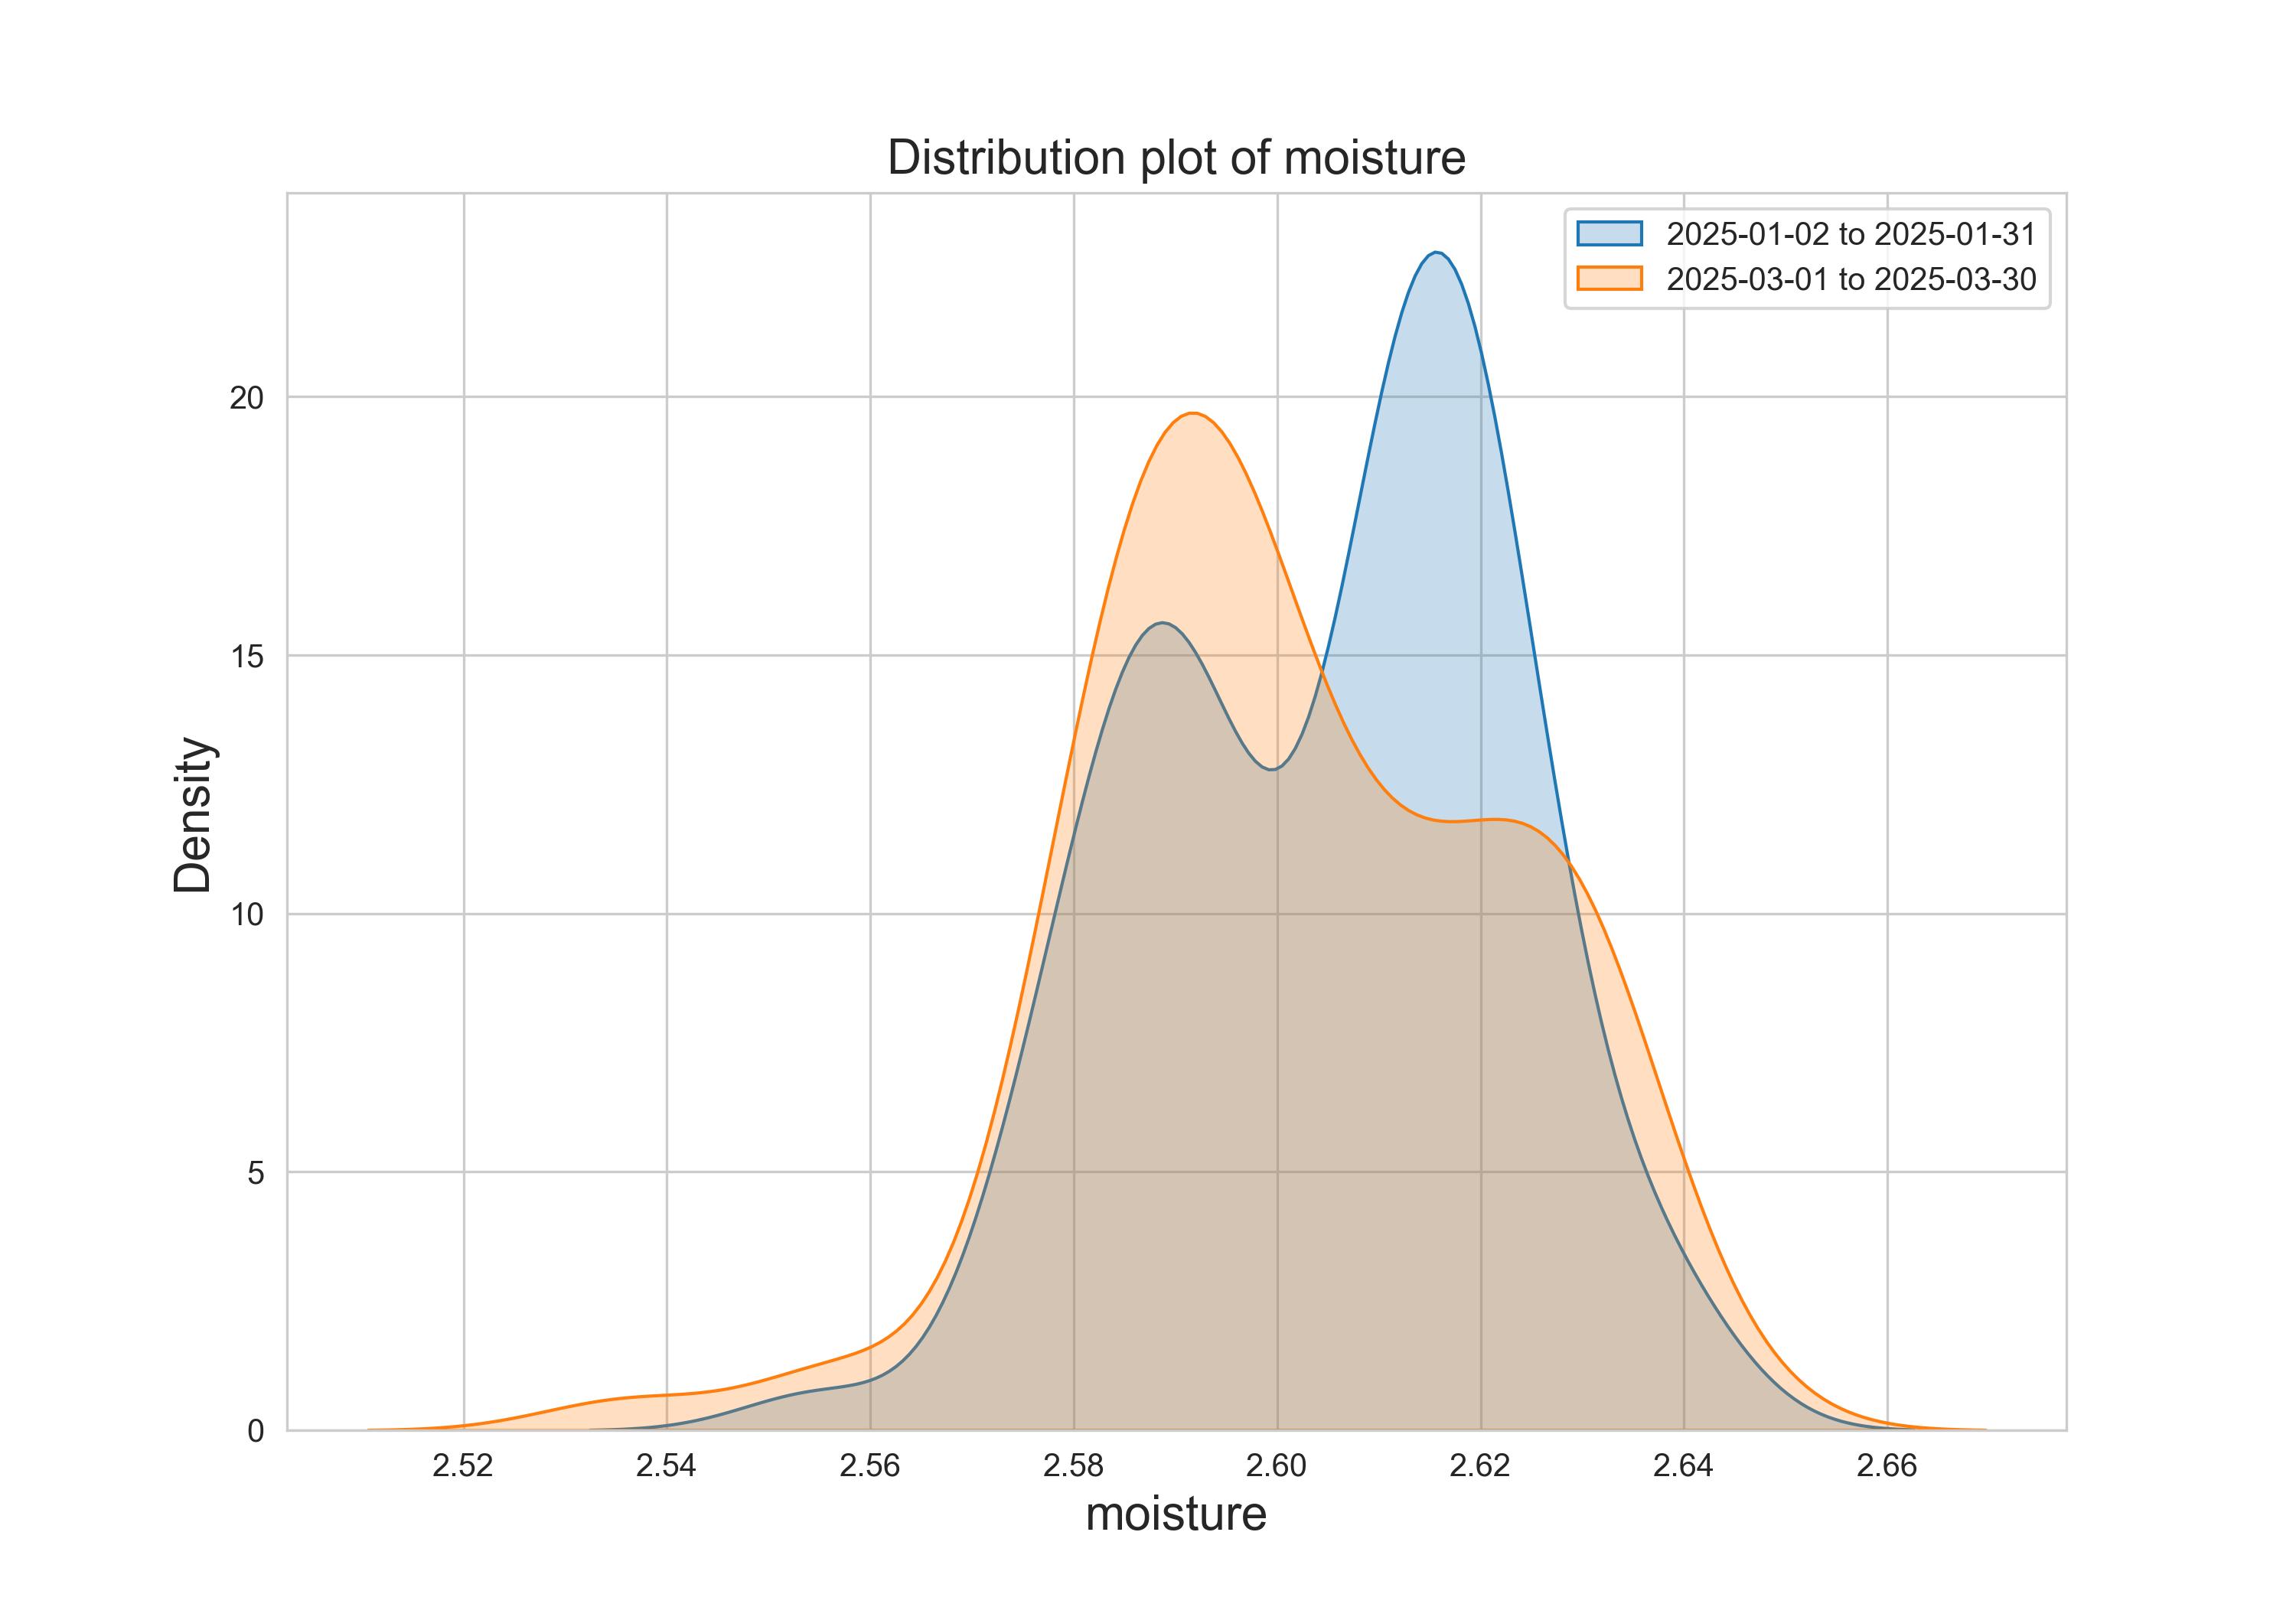 Distribution plot of moisture
2025-01-02 to 2025-01-31
2025-03-01 to 2025-03-30
Density
20
15
10
5
0
2.52 2.54 2.56 2.58 2.60 2.62 2.64 2.66
moisture